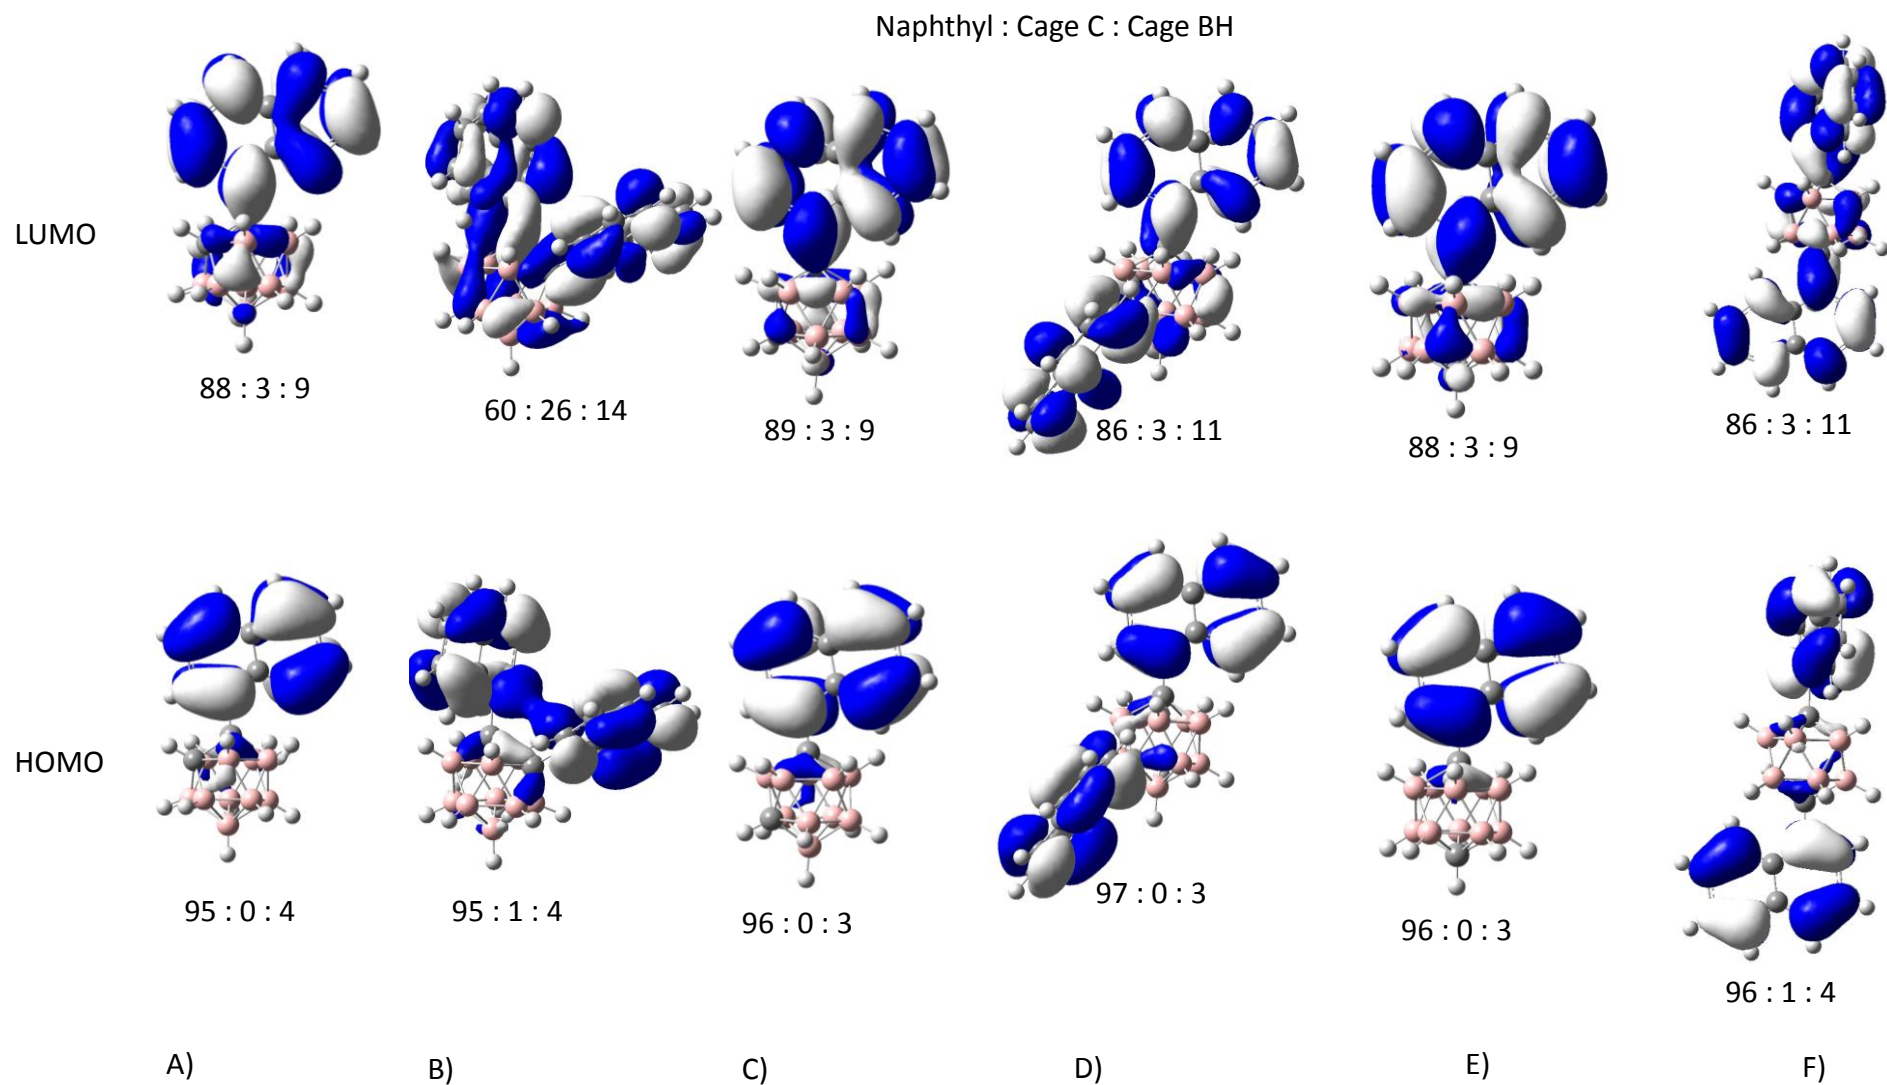 Naphthyl : Cage C : Cage BH
LUMO
88 : 3 : 9
60 : 26 : 14
89 : 3 : 9
86 : 3 : 11
88 : 3 : 9
86 : 3 : 11
HOMO
95 : 0 : 4
95 : 1 : 4
96 : 0 : 3
97 : 0 : 3
96 : 0 : 3
96 : 1 : 4
A)
B)
C)
D)
E)
F)